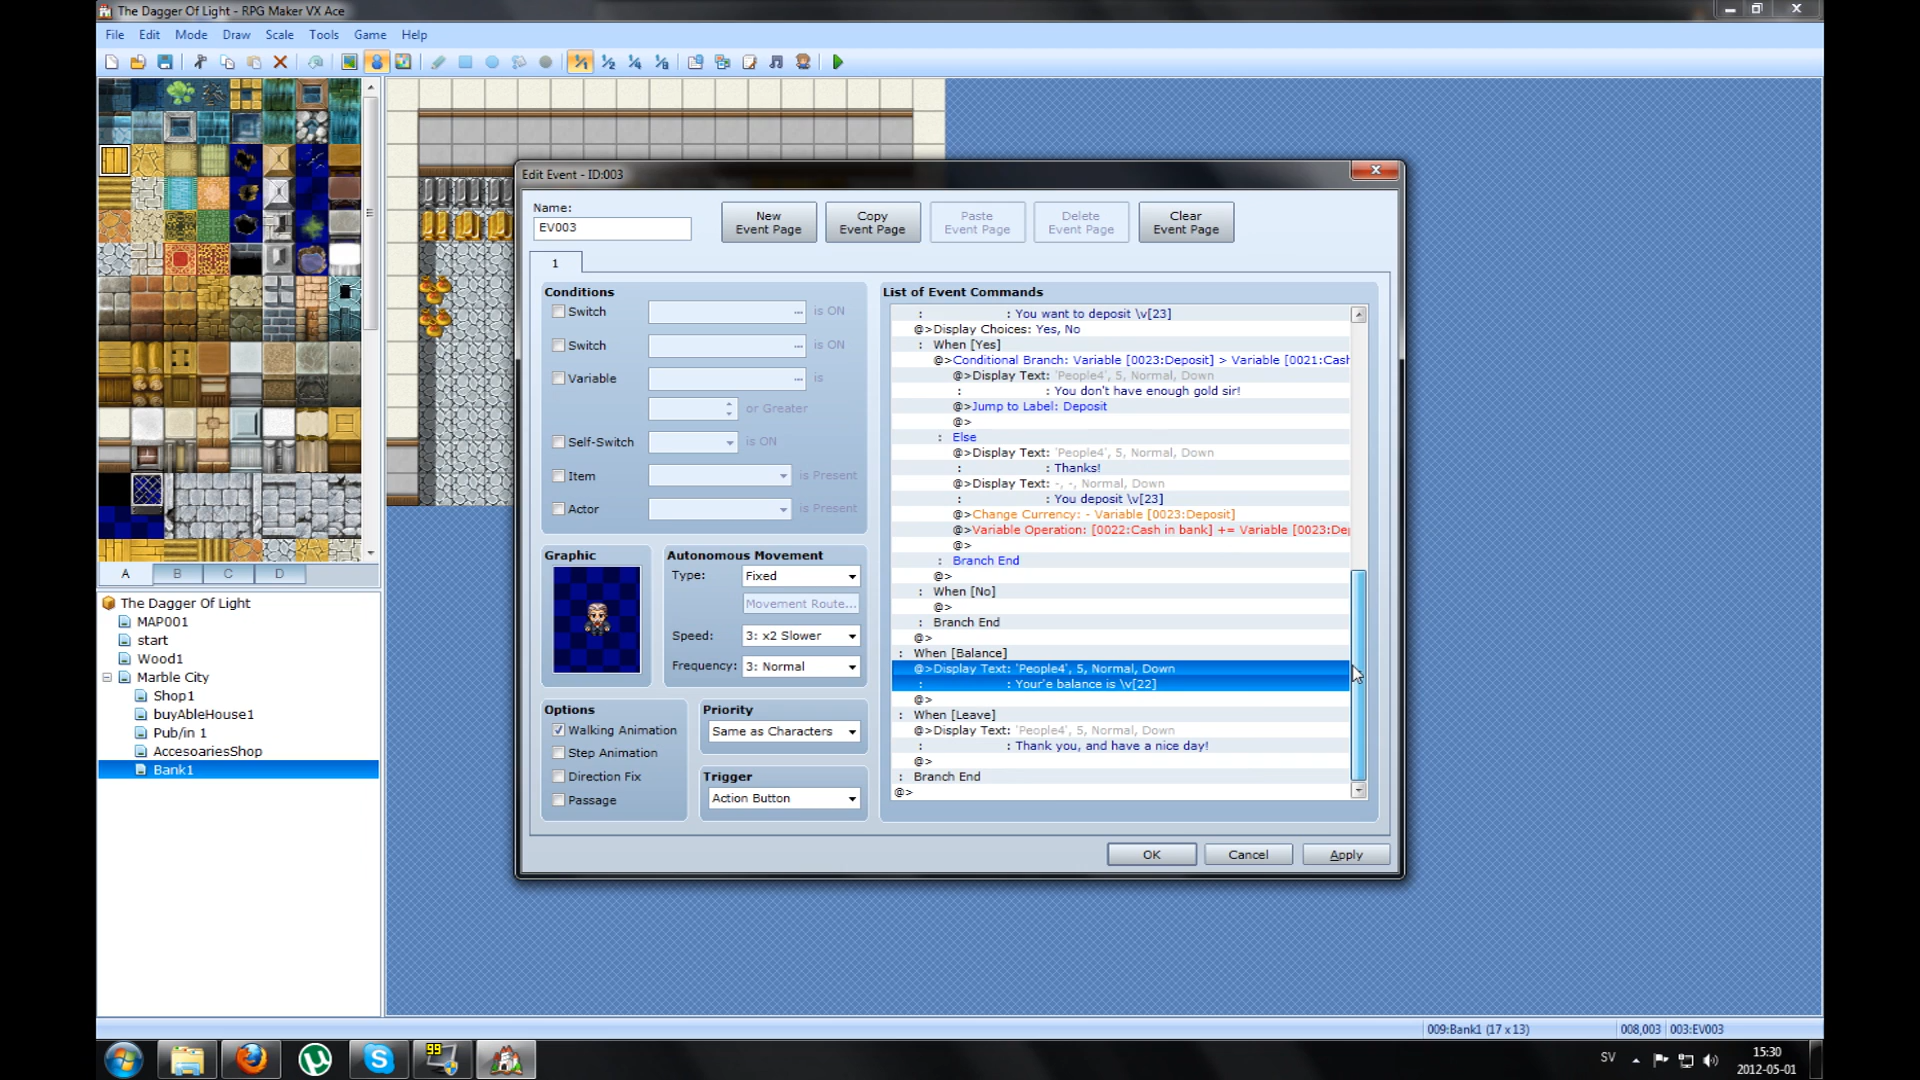 The Dagger Of Light - RPG Maker VX Ace
File Edit Mode Draw Scale Tools Game Help
1/1 1/2 1/4 1/8
Edit Event - ID:003
Name:
EV003
New Event Page
Copy Event Page
Paste Event Page
Delete Event Page
Clear Event Page
1
Conditions
Switch ... is ON
Switch ... is ON
Variable ... is
or Greater
Self-Switch is ON
Item is Present
Actor is Present
Graphic
Autonomous Movement
Type: Fixed
Movement Route...
Speed: 3: x2 Slower
Frequency: 3: Normal
Options
Walking Animation
Step Animation
Direction Fix
Passage
Priority
Same as Characters
Trigger
Action Button
List of Event Commands
: : You want to deposit \v[23]
@>Display Choices: Yes, No
: When [Yes]
@>Conditional Branch: Variable [0023:Deposit] > Variable [0021:Cash
@>Display Text: 'People4', 5, Normal, Down
: : You don't have enough gold sir!
@>Jump to Label: Deposit
@>
: Else
@>Display Text: 'People4', 5, Normal, Down
: : Thanks!
@>Display Text: -, -, Normal, Down
: : You deposit \v[23]
@>Change Currency: - Variable [0023:Deposit]
@>Variable Operation: [0022:Cash in bank] += Variable [0023:Dep
@>
: Branch End
@>
: When [No]
@>
: Branch End
@>
: When [Balance]
@>Display Text: 'People4', 5, Normal, Down
: : Your'e balance is \v[22]
@>
: When [Leave]
@>Display Text: 'People4', 5, Normal, Down
: : Thank you, and have a nice day!
@>
: Branch End
@>
OK Cancel Apply
A B C D
The Dagger Of Light
MAP001
start
Wood1
Marble City
Shop1
buyAbleHouse1
Pub/in 1
AccesoariesShop
Bank1
009:Bank1 (17 x 13) 008,003 003:EV003
99
SV
15:30
2012-05-01